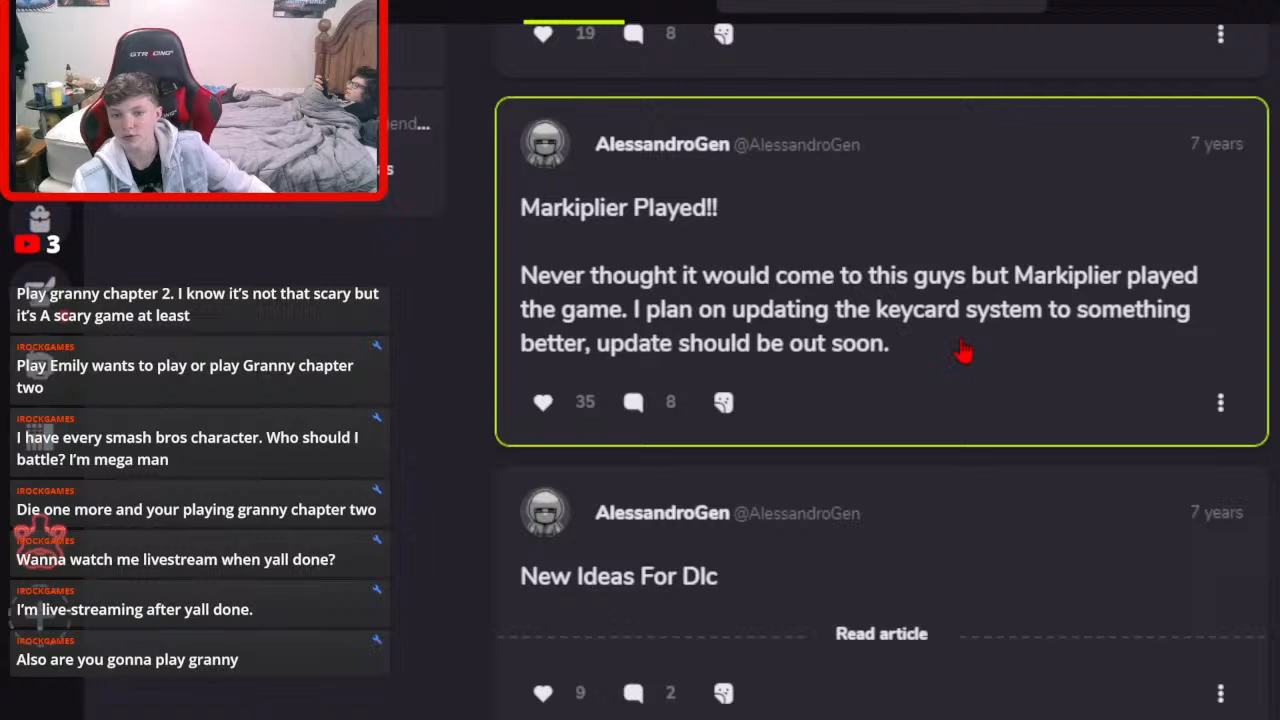 GTRACING
3
Play granny chapter 2. I know it's not that scary but
it's A scary game at least
IROCKGAMES
Play Emily wants to play or play Granny chapter
two
IROCKGAMES
I have every smash bros character. Who should I
battle? I'm mega man
IROCKGAMES
Die one more and your playing granny chapter two
IROCKGAMES
Wanna watch me livestream when yall done?
IROCKGAMES
I'm live-streaming after yall done.
IROCKGAMES
Also are you gonna play granny
19 8
AlessandroGen @AlessandroGen 7 years
Markiplier Played!!
Never thought it would come to this guys but Markiplier played
the game. I plan on updating the keycard system to something
better, update should be out soon.
35 8
AlessandroGen @AlessandroGen 7 years
New Ideas For Dlc
Read article
9 2